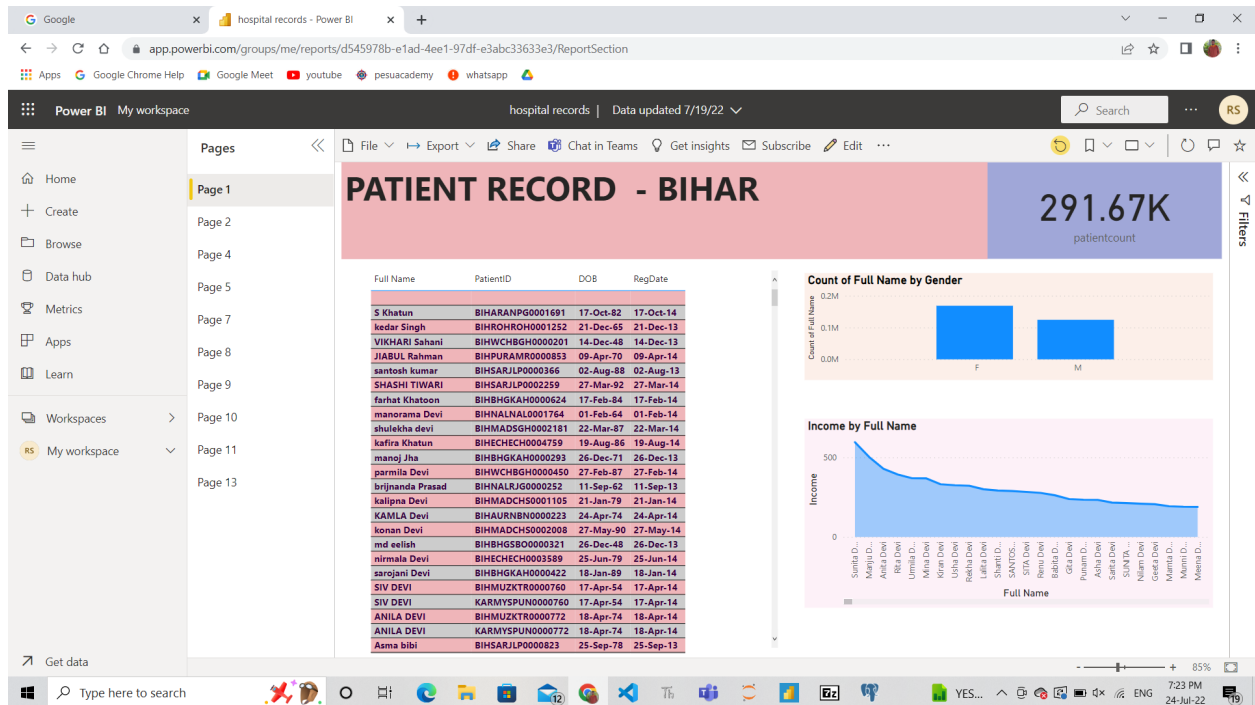 Google
hospital records - Power BI
app.powerbi.com/groups/me/reports/d545978b-e1ad-4ee1-97df-e3abc33633e3/ReportSection
Apps Google Chrome Help Google Meet youtube pesuacademy whatsapp
Power BI My workspace hospital records | Data updated 7/19/22 Search ... RS
Pages
File Export Share Chat in Teams Get insights Subscribe Edit ...
Home
Create
Browse
Data hub
Metrics
Apps
Learn
Workspaces
RS My workspace
Get data
Page 1
Page 2
Page 4
Page 5
Page 7
Page 8
Page 9
Page 10
Page 11
Page 13
PATIENT RECORD - BIHAR
291.67K
patientcount
Filters
Full Name PatientID DOB RegDate
S Khatun BIHARANPG0001691 17-Oct-82 17-Oct-14
kedar Singh BIHROHROH0001252 21-Dec-65 21-Dec-13
VIKHARI Sahani BIHWCHBGH0000201 14-Dec-48 14-Dec-13
JIABUL Rahman BIHPURAMR0000853 09-Apr-70 09-Apr-14
santosh kumar BIHSARJLP0000366 02-Aug-88 02-Aug-13
SHASHI TIWARI BIHSARJLP0002259 27-Mar-92 27-Mar-14
farhat Khatoon BIHBHGKAH0000624 17-Feb-84 17-Feb-14
manorama Devi BIHNALNAL0001764 01-Feb-64 01-Feb-14
shulekha devi BIHMADSGH0002181 22-Mar-87 22-Mar-14
kafira Khatun BIHECHECH0004759 19-Aug-86 19-Aug-14
manoj Jha BIHBHGKAH0000293 26-Dec-71 26-Dec-13
parmila Devi BIHWCHBGH0000450 27-Feb-87 27-Feb-14
brijnanda Prasad BIHNALRJG0000252 11-Sep-62 11-Sep-13
kalipna Devi BIHMADCHS0001105 21-Jan-79 21-Jan-14
KAMLA Devi BIHAURNBN0000223 24-Apr-74 24-Apr-14
konan Devi BIHMADCHS0002008 27-May-90 27-May-14
md eelish BIHBHGSBO0000321 26-Dec-48 26-Dec-13
nirmala Devi BIHECHECH0003589 25-Jun-79 25-Jun-14
sarojani Devi BIHBHGKAH0000422 18-Jan-89 18-Jan-14
SIV DEVI BIHMUZKTR0000760 17-Apr-54 17-Apr-14
SIV DEVI KARMYSPUN0000760 17-Apr-54 17-Apr-14
ANILA DEVI BIHMUZKTR0000772 18-Apr-74 18-Apr-14
ANILA DEVI KARMYSPUN0000772 18-Apr-74 18-Apr-14
Asma bibi BIHSARJLP0000823 25-Sep-78 25-Sep-13
Count of Full Name by Gender
Count of Full Name
0.2M
0.1M
0.0M
F M
Income by Full Name
Income
500
0
Sunita D...
Manju D...
Anita Devi
Rita Devi
Urmila D...
Mina Devi
Kiran Devi
Usha Devi
Rekha Devi
Lalita Devi
Shanti D...
SANTOS...
SITA Devi
Renu Devi
Babita D...
Gita Devi
Punam D...
Asha Devi
Sarita Devi
SUNITA ...
Nilam Devi
Geeta Devi
Mamta D...
Munni D...
Meena D...
Full Name
- + 85%
Type here to search
12
Th
7z
YES...
ENG
7:23 PM
24-Jul-22
19